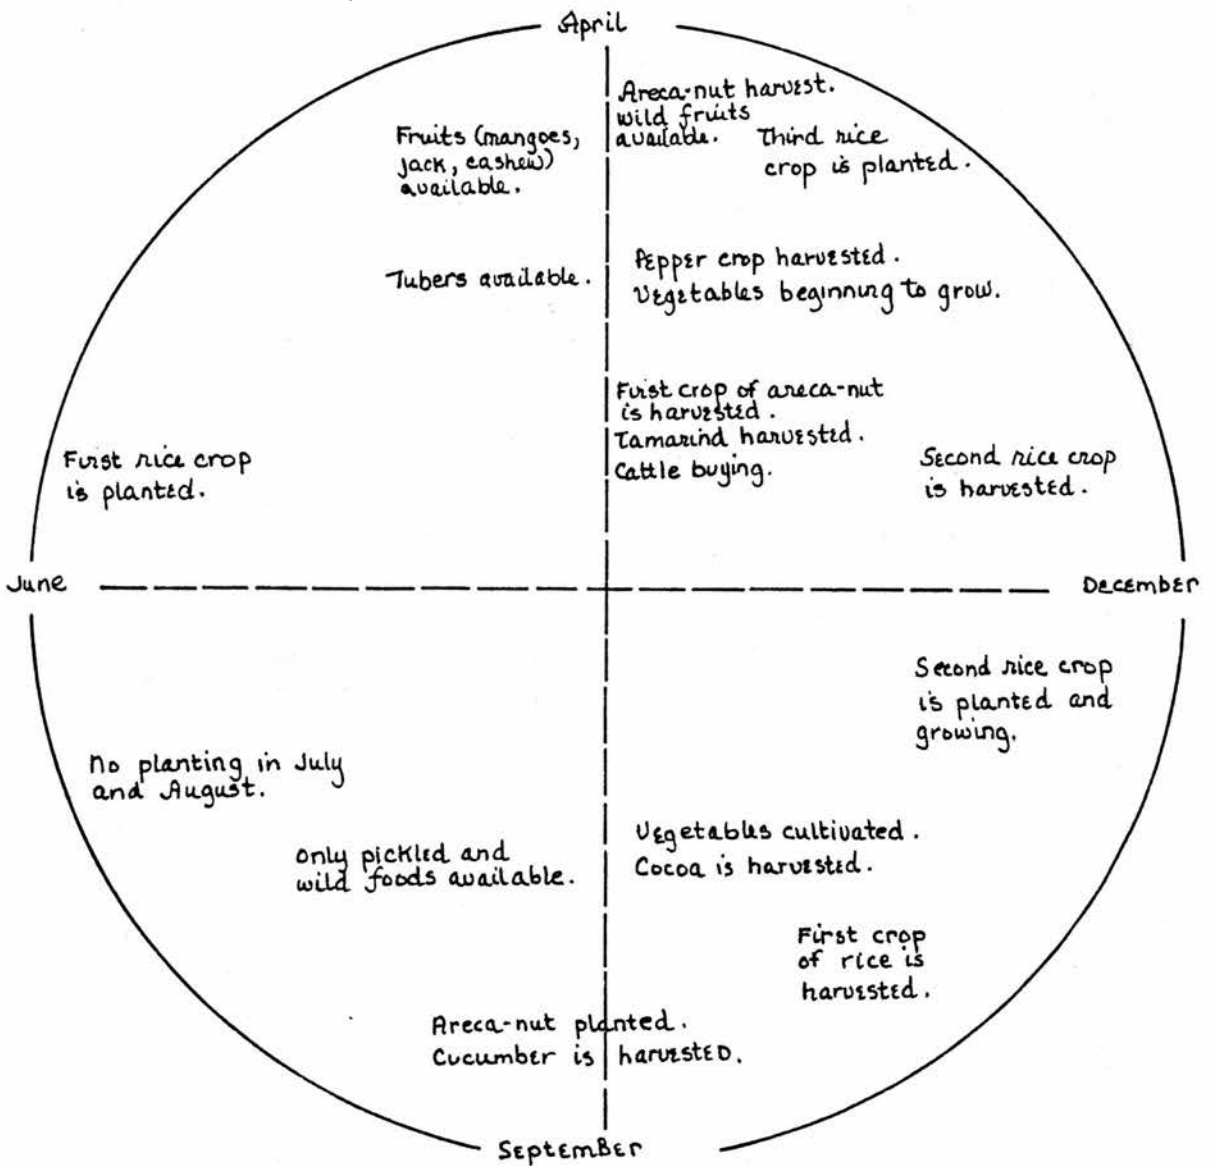 April
Areca-nut harvest.
wild fruits
available.
Third rice
crop is planted.
Fruits (mangoes,
jack, cashew)
available.
Tubers available.
Pepper crop harvested.
Vegetables beginning to grow.
First crop of areca-nut
is harvested.
Tamarind harvested.
Cattle buying.
First rice crop
is planted.
Second rice crop
is harvested.
June
December
Second rice crop
is planted and
growing.
No planting in July
and August.
Only pickled and
wild foods available.
Vegetables cultivated.
Cocoa is harvested.
First crop
of rice is
harvested.
Areca-nut planted.
Cucumber is harvested.
September